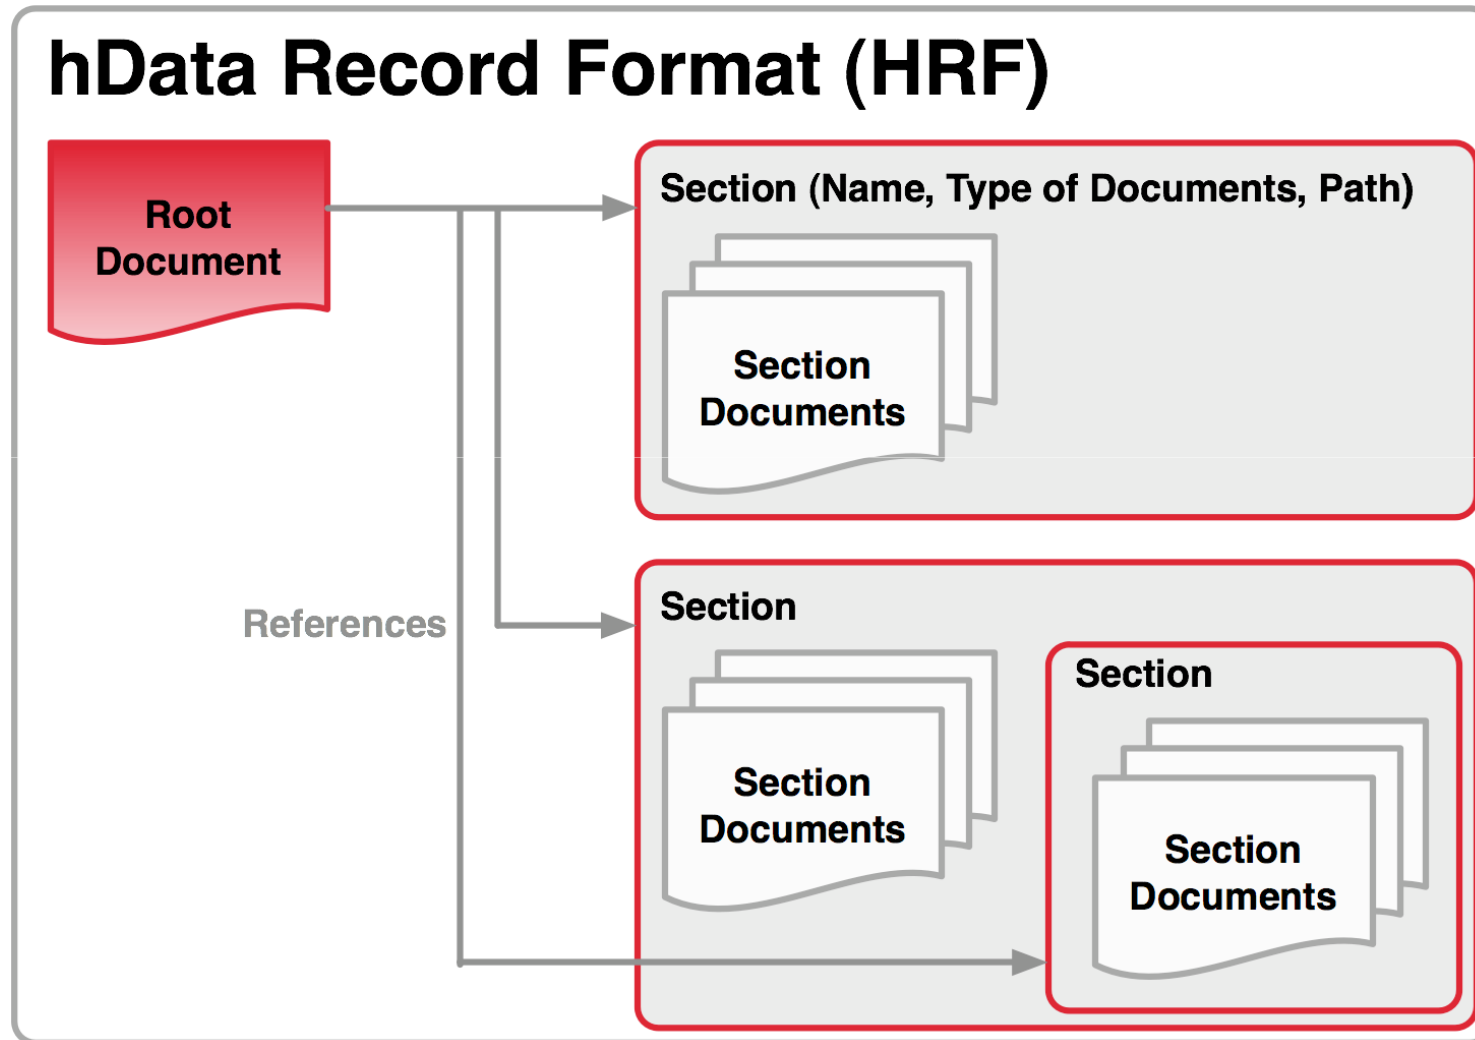 hData Record Format (HRF)
Root
Document
Section (Name, Type of Documents, Path)
Section
Documents
References
Section
Section
Documents
Section
Section
Documents